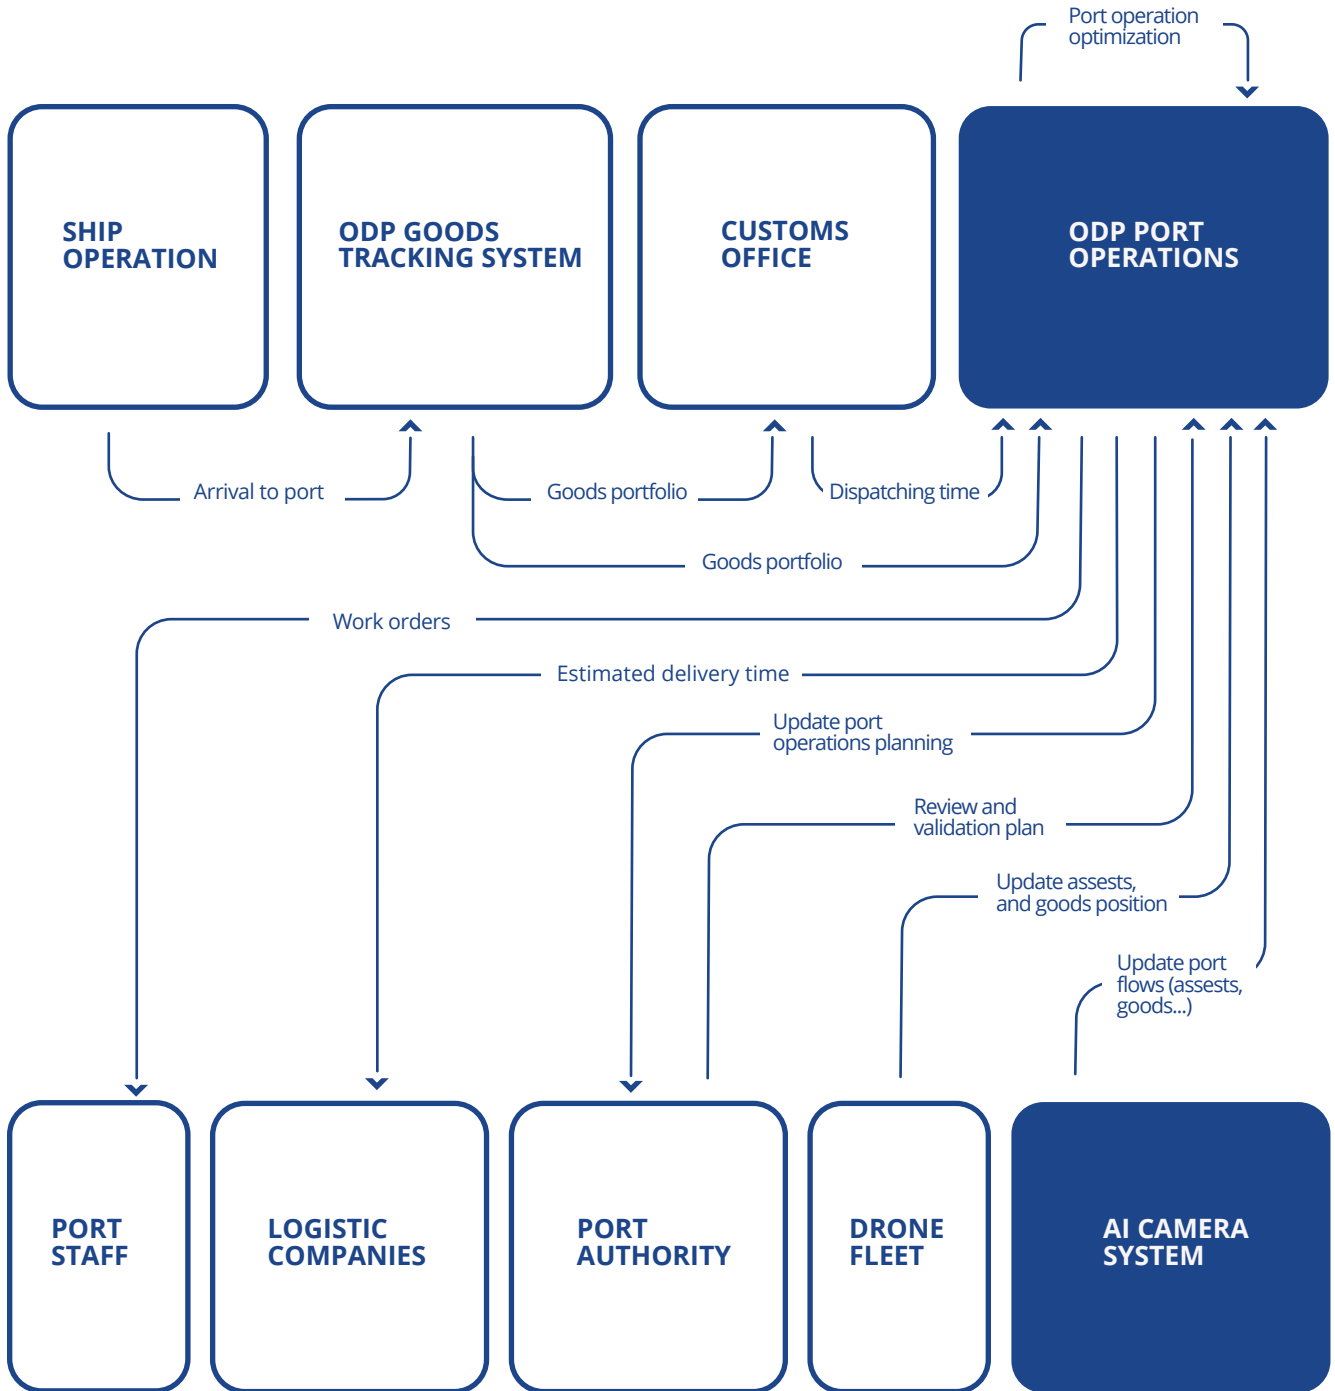 Port operation
optimization
SHIP
OPERATION
ODP GOODS
TRACKING SYSTEM
CUSTOMS
OFFICE
ODP PORT
OPERATIONS
Arrival to port
Goods portfolio
Dispatching time
Goods portfolio
Work orders
Estimated delivery time
Update port
operations planning
Review and
validation plan
Update assests,
and goods position
Update port
flows (assests,
goods...)
PORT
STAFF
LOGISTIC
COMPANIES
PORT
AUTHORITY
DRONE
FLEET
AI CAMERA
SYSTEM